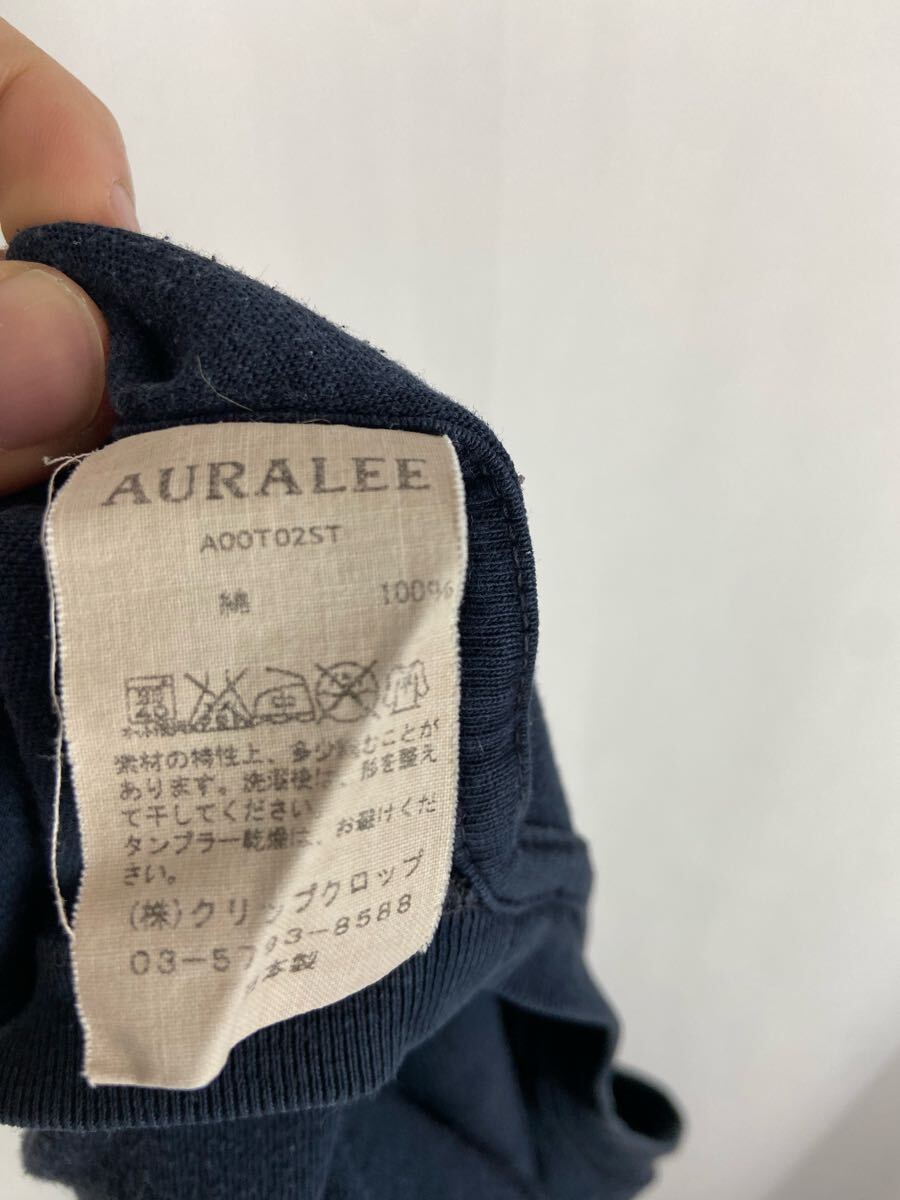 AURALEE
A00T02ST
綿 100%
素材の特性上、多少縮むことが
あります。洗濯後は、形を整え
て干してください。
タンブラー乾燥は、お避けくだ
さい。
(株)クリップクロップ
03-5793-8588
日本製